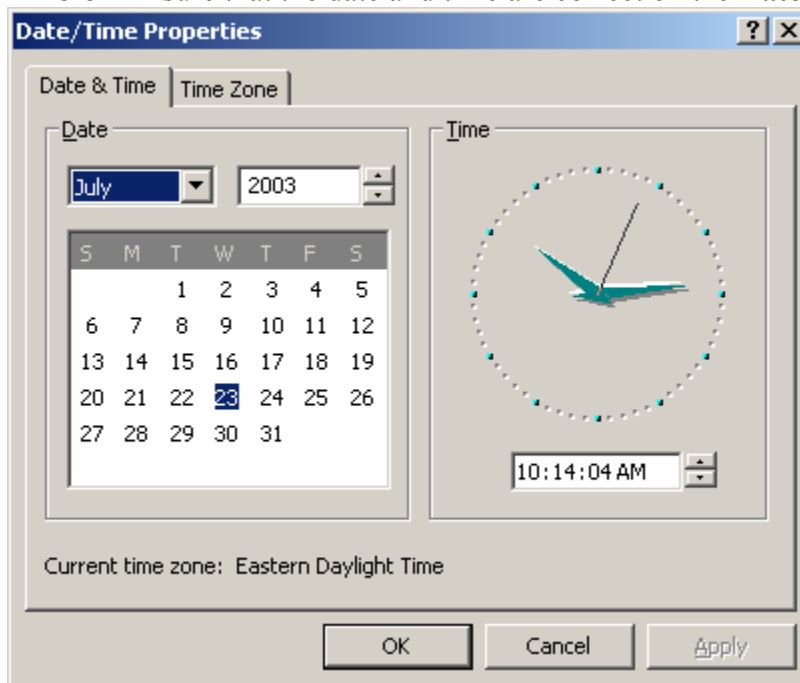 Date/Time Properties
Date & Time
Time Zone
Date
Time
July
2003
S M T W T F S
1 2 3 4 5
6 7 8 9 10 11 12
13 14 15 16 17 18 19
20 21 22 23 24 25 26
27 28 29 30 31
10:14:04 AM
Current time zone: Eastern Daylight Time
OK
Cancel
Apply